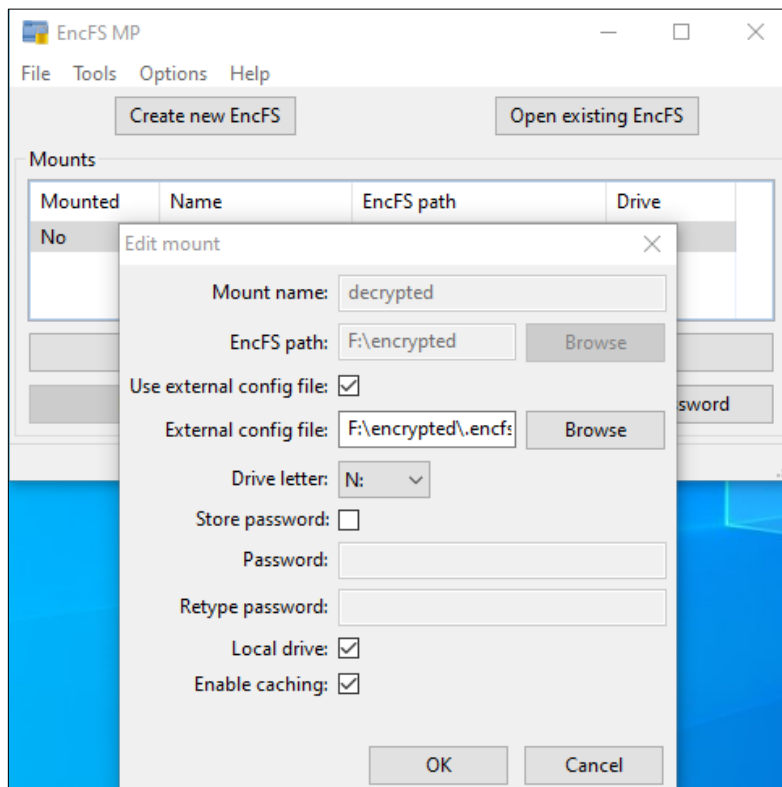 EncFS MP
File Tools Options Help
Create new EncFS Open existing EncFS
Mounts
Mounted Name EncFS path Drive
No
Edit mount
Mount name: decrypted
EncFS path: F:\encrypted Browse
Use external config file:
External config file: F:\encrypted\.encfs Browse
Drive letter: N:
Store password:
Password:
Retype password:
sword
Local drive:
Enable caching:
OK Cancel